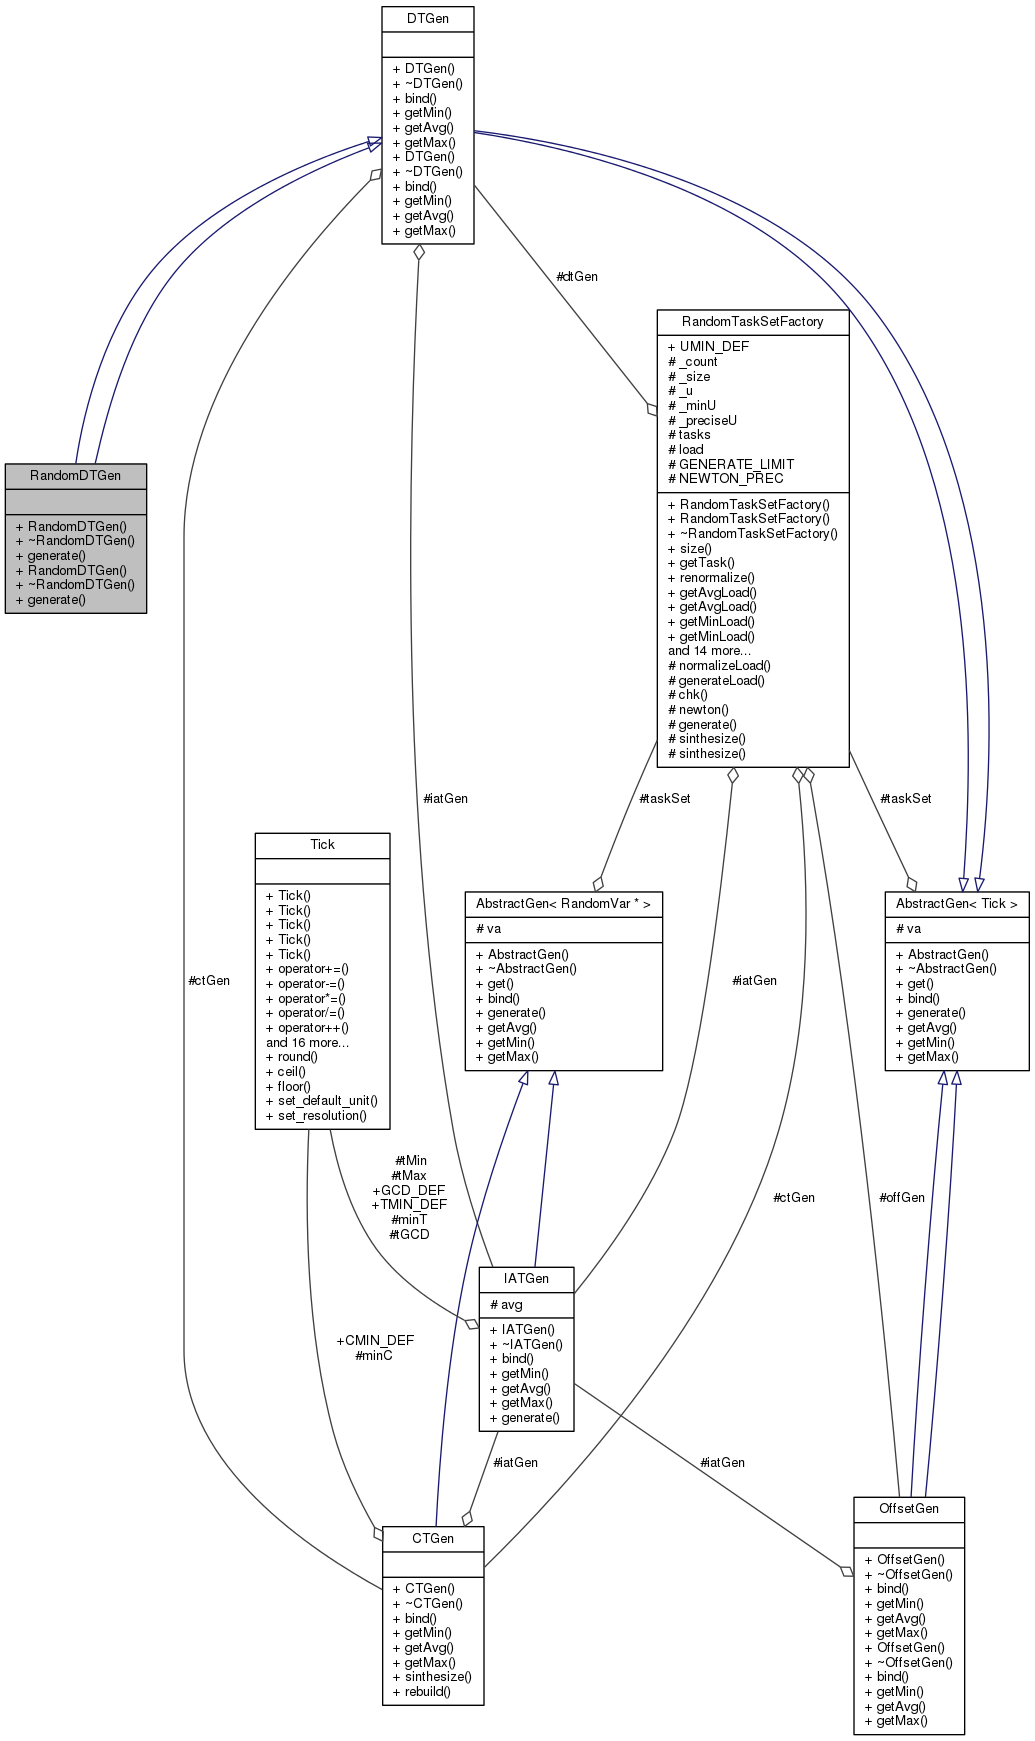 DTGen
+ DTGen()
+ ~DTGen()
+ bind()
+ getMin()
+ getAvg()
+ getMax()
+ DTGen()
+ ~DTGen()
+ bind()
+ getMin()
+ getAvg()
+ getMax()
#dtGen
RandomTaskSetFactory
+ UMIN_DEF
# _count
# _size
# _u
# _minU
# _preciseU
# tasks
# load
# GENERATE_LIMIT
# NEWTON_PREC
+ RandomTaskSetFactory()
+ RandomTaskSetFactory()
+ ~RandomTaskSetFactory()
+ size()
+ getTask()
+ renormalize()
+ getAvgLoad()
+ getAvgLoad()
+ getMinLoad()
+ getMinLoad()
and 14 more...
# normalizeLoad()
# generateLoad()
# chk()
# newton()
# generate()
# sinthesize()
# sinthesize()
RandomDTGen
+ RandomDTGen()
+ ~RandomDTGen()
+ generate()
+ RandomDTGen()
+ ~RandomDTGen()
+ generate()
#iatGen
#taskSet
#taskSet
Tick
+ Tick()
+ Tick()
+ Tick()
+ Tick()
+ Tick()
+ operator+=()
+ operator-=()
+ operator*=()
+ operator/=()
+ operator++()
and 16 more...
+ round()
+ ceil()
+ floor()
+ set_default_unit()
+ set_resolution()
AbstractGen< RandomVar * >
# va
+ AbstractGen()
+ ~AbstractGen()
+ get()
+ bind()
+ generate()
+ getAvg()
+ getMin()
+ getMax()
AbstractGen< Tick >
# va
+ AbstractGen()
+ ~AbstractGen()
+ get()
+ bind()
+ generate()
+ getAvg()
+ getMin()
+ getMax()
#ctGen
#iatGen
#tMin
#tMax
+GCD_DEF
+TMIN_DEF
#minT
#tGCD
#ctGen
#offGen
IATGen
# avg
+ IATGen()
+ ~IATGen()
+ bind()
+ getMin()
+ getAvg()
+ getMax()
+ generate()
+CMIN_DEF
#minC
#iatGen
#iatGen
CTGen
+ CTGen()
+ ~CTGen()
+ bind()
+ getMin()
+ getAvg()
+ getMax()
+ sinthesize()
+ rebuild()
OffsetGen
+ OffsetGen()
+ ~OffsetGen()
+ bind()
+ getMin()
+ getAvg()
+ getMax()
+ OffsetGen()
+ ~OffsetGen()
+ bind()
+ getMin()
+ getAvg()
+ getMax()